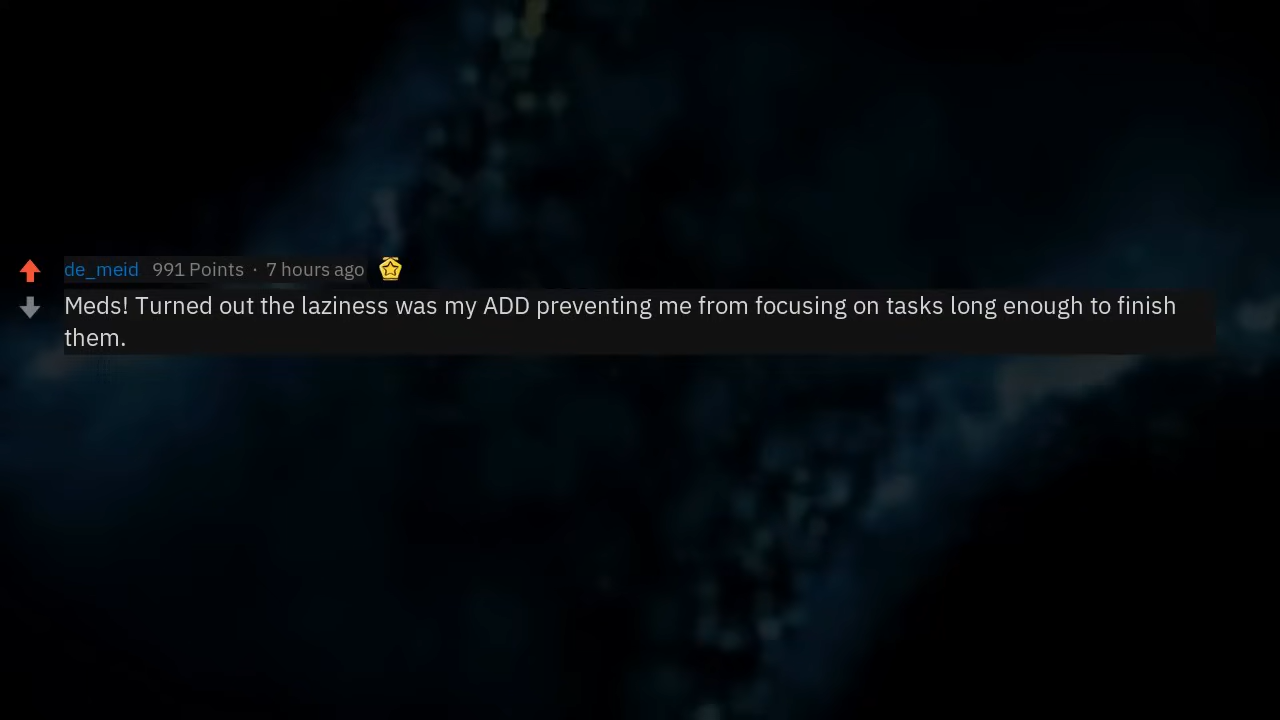 de_meid 991 Points · 7 hours ago
Meds! Turned out the laziness was my ADD preventing me from focusing on tasks long enough to finish
them.